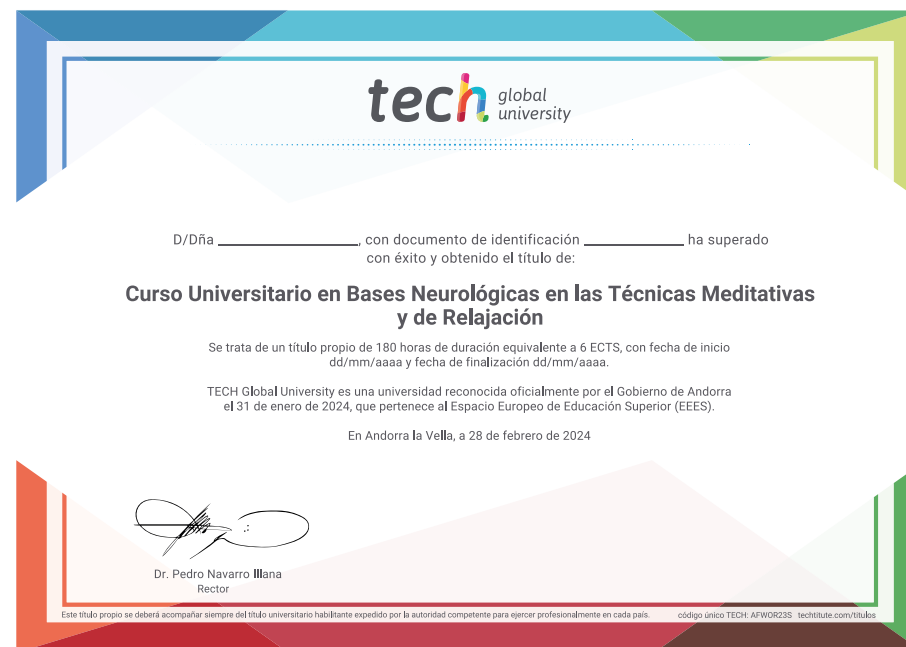 tech global university
D/Dña ____________________, con documento de identificación ______________ ha superado
con éxito y obtenido el título de:
Curso Universitario en Bases Neurológicas en las Técnicas Meditativas
y de Relajación
Se trata de un título propio de 180 horas de duración equivalente a 6 ECTS, con fecha de inicio
dd/mm/aaaa y fecha de finalización dd/mm/aaaa.
TECH Global University es una universidad reconocida oficialmente por el Gobierno de Andorra
el 31 de enero de 2024, que pertenece al Espacio Europeo de Educación Superior (EEES).
En Andorra la Vella, a 28 de febrero de 2024
Dr. Pedro Navarro Illana
Rector
Este título propio se deberá acompañar siempre del título universitario habilitante expedido por la autoridad competente para ejercer profesionalmente en cada país.
código único TECH: AFWOR23S techtitute.com/titulos